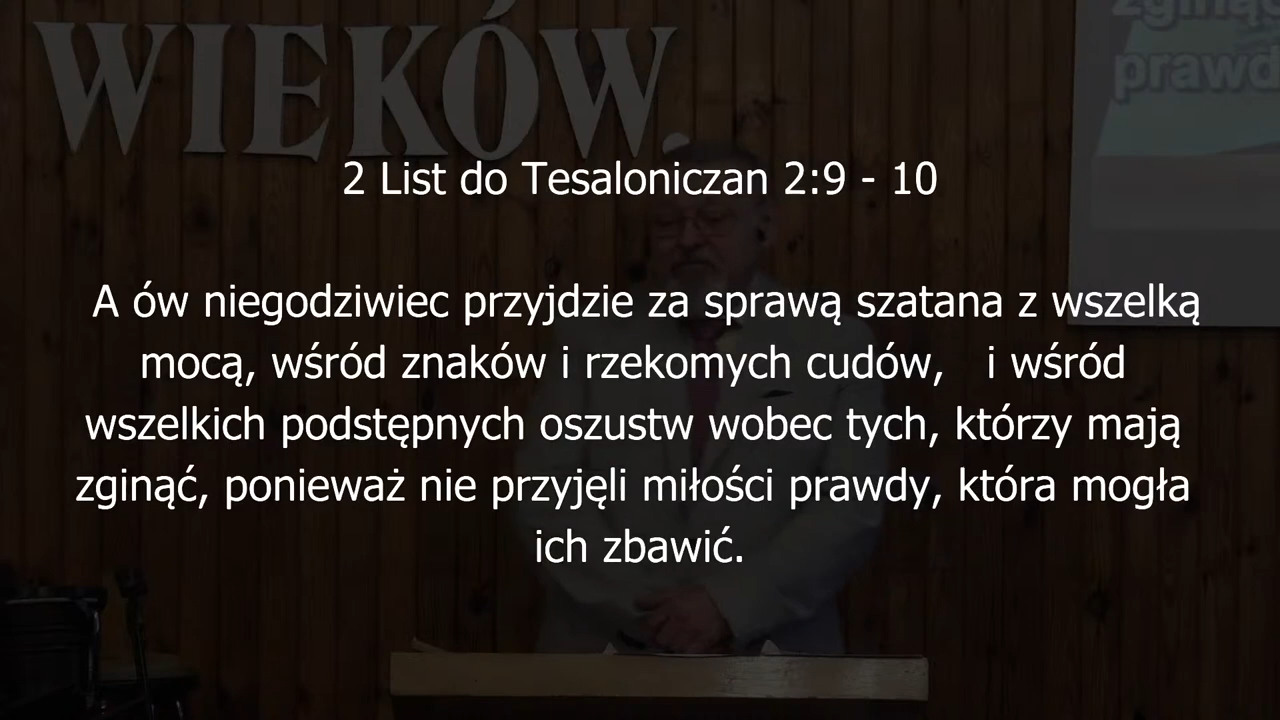 WIEKÓW.
zginąć
prawd
2 List do Tesaloniczan 2:9 - 10
A ów niegodziwiec przyjdzie za sprawą szatana z wszelką
mocą, wśród znaków i rzekomych cudów, i wśród
wszelkich podstępnych oszustw wobec tych, którzy mają
zginąć, ponieważ nie przyjęli miłości prawdy, która mogła
ich zbawić.